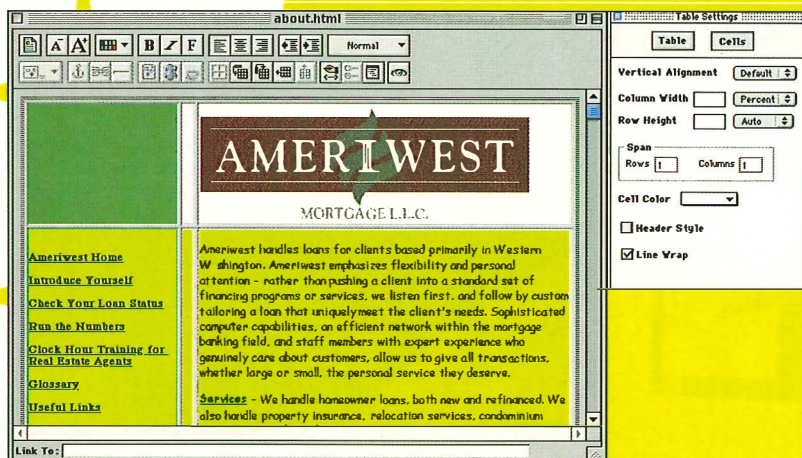 about.html
A A B I F Normal
Ameriwest Home
Introduce Yourself
Check Your Loan Status
Run the Numbers
Clock Hour Training for
Real Estate Agents
Glossary
Useful Links
AMERIWEST
MORTGAGE L.L.C.
Ameriwest handles loans for clients based primarily in Western
W shington. Ameriwest emphasizes flexibility and personal
attention - rather than pushing a client into a standard set of
financing programs or services, we listen first, and follow by custom
tailoring a loan that uniquely meet the client's needs. Sophisticated
computer capabilities, an efficient network within the mortgage
banking field, and staff members with expert experience who
genuinely care about customers, allow us to give all transactions,
whether large or small, the personal service they deserve.
Services - We handle homeowner loans, both new and refinanced. We
also handle property insurance, relocation services, condominium
Link To:
Table Settings
Table Cells
Vertical Alignment Default
Column Width Percent
Row Height Auto
Span
Rows 1 Columns 1
Cell Color
Header Style
Line Wrap